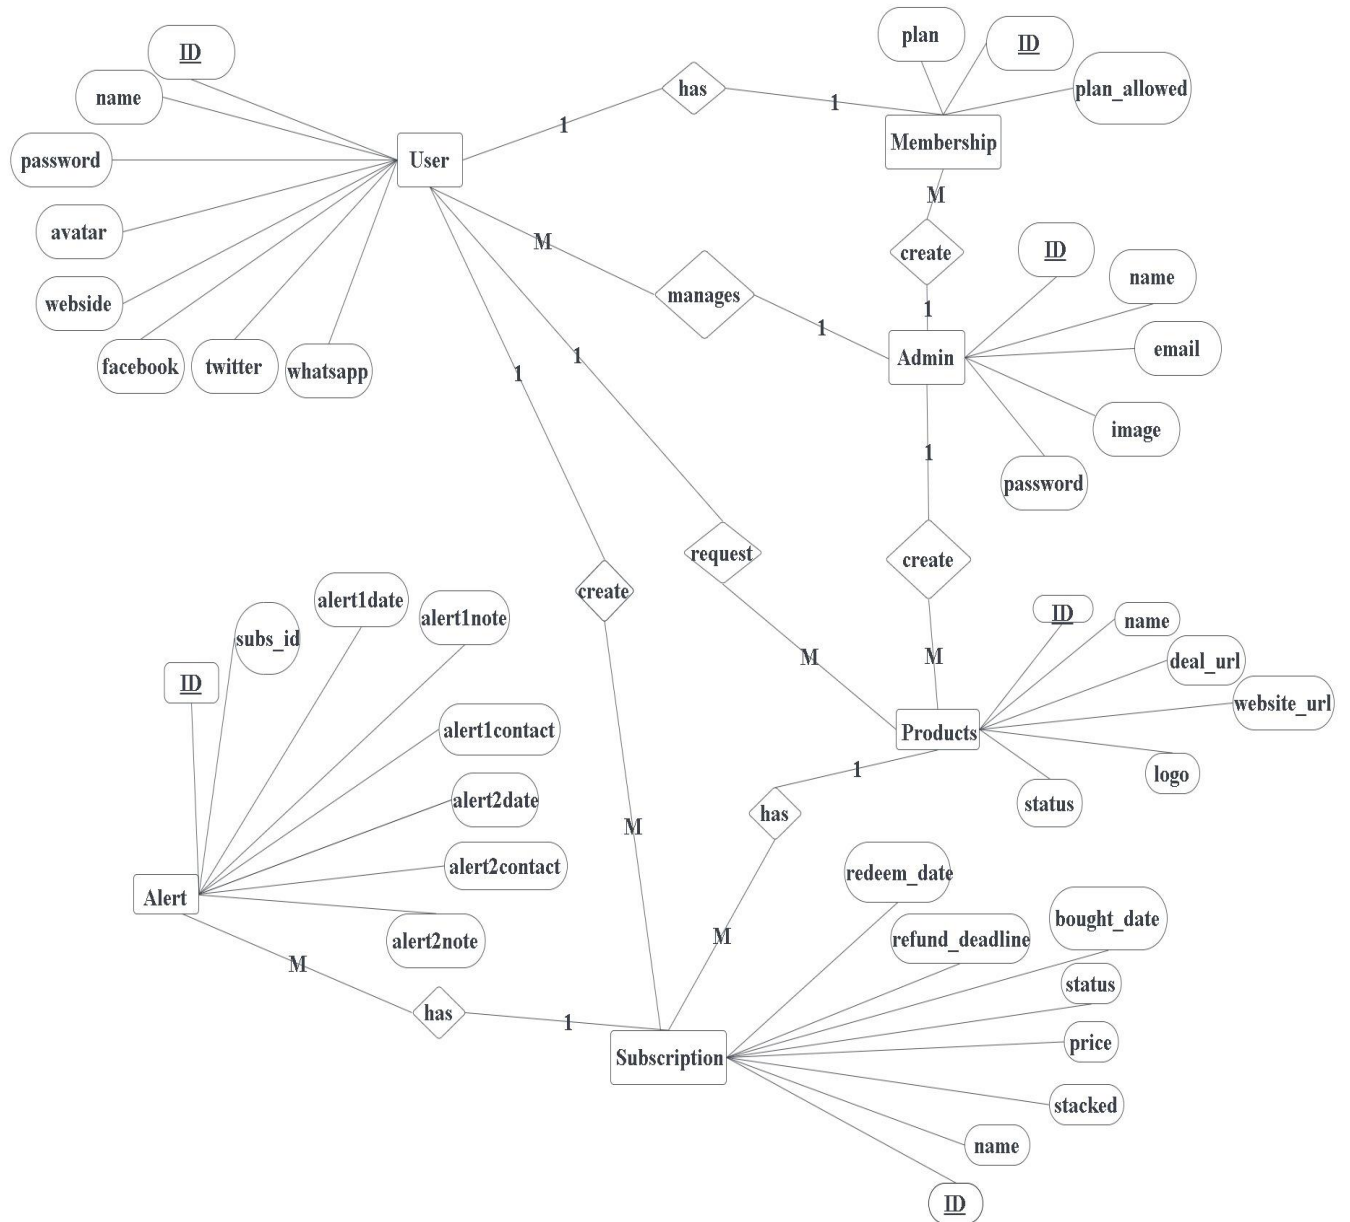 plan
ID
ID
plan_allowed
has
name
1
1
Membership
password
User
M
avatar
M
create
ID
name
manages
webside
1
1
email
facebook
twitter
whatsapp
Admin
1
1
image
1
password
request
create
create
alert1date
alert1note
subs_id
ID
name
M
M
deal_url
ID
website_url
alert1contact
Products
1
logo
alert2date
status
has
M
alert2contact
redeem_date
Alert
bought_date
M
refund_deadline
alert2note
M
status
has
1
price
Subscription
stacked
name
ID